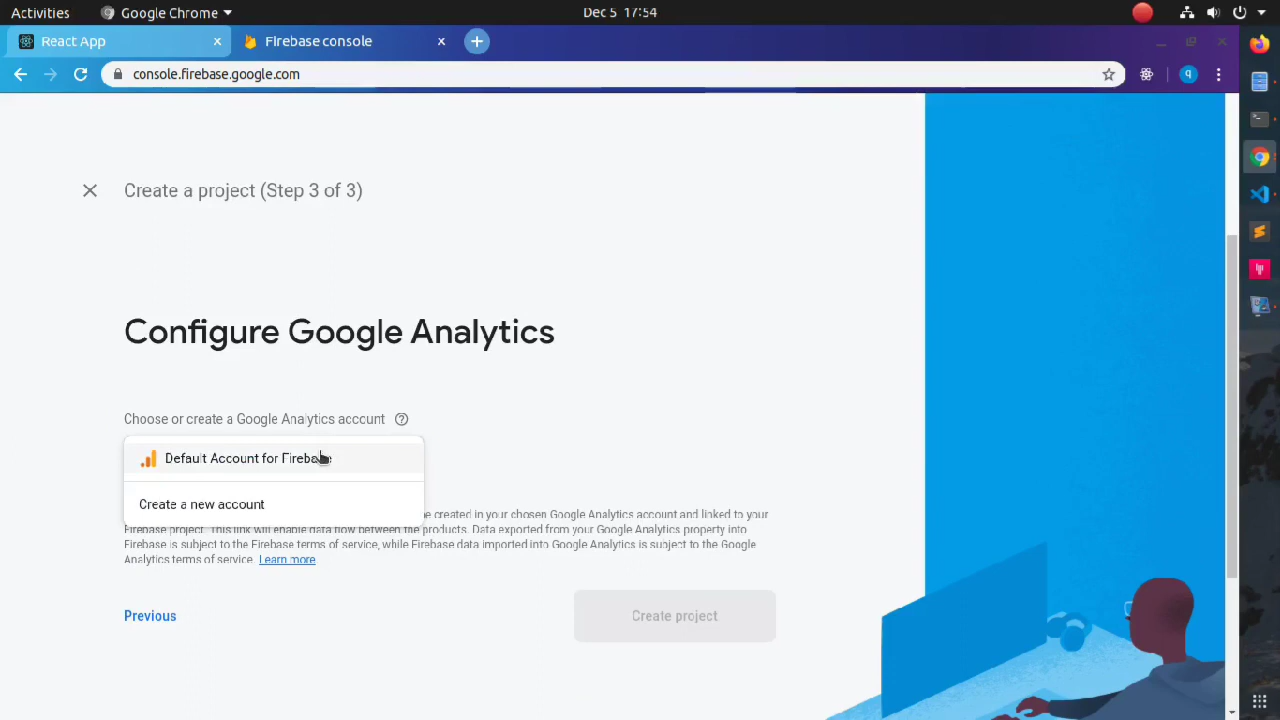 Activities
Google Chrome
Dec 5 17:54
React App
Firebase console
console.firebase.google.com
q
Create a project (Step 3 of 3)
Configure Google Analytics
Choose or create a Google Analytics account
Default Account for Firebase
Create a new account
be created in your chosen Google Analytics account and linked to your
Firebase project. This link will enable data flow between the products. Data exported from your Google Analytics property into
Firebase is subject to the Firebase terms of service, while Firebase data imported into Google Analytics is subject to the Google
Analytics terms of service. Learn more
Previous
Create project